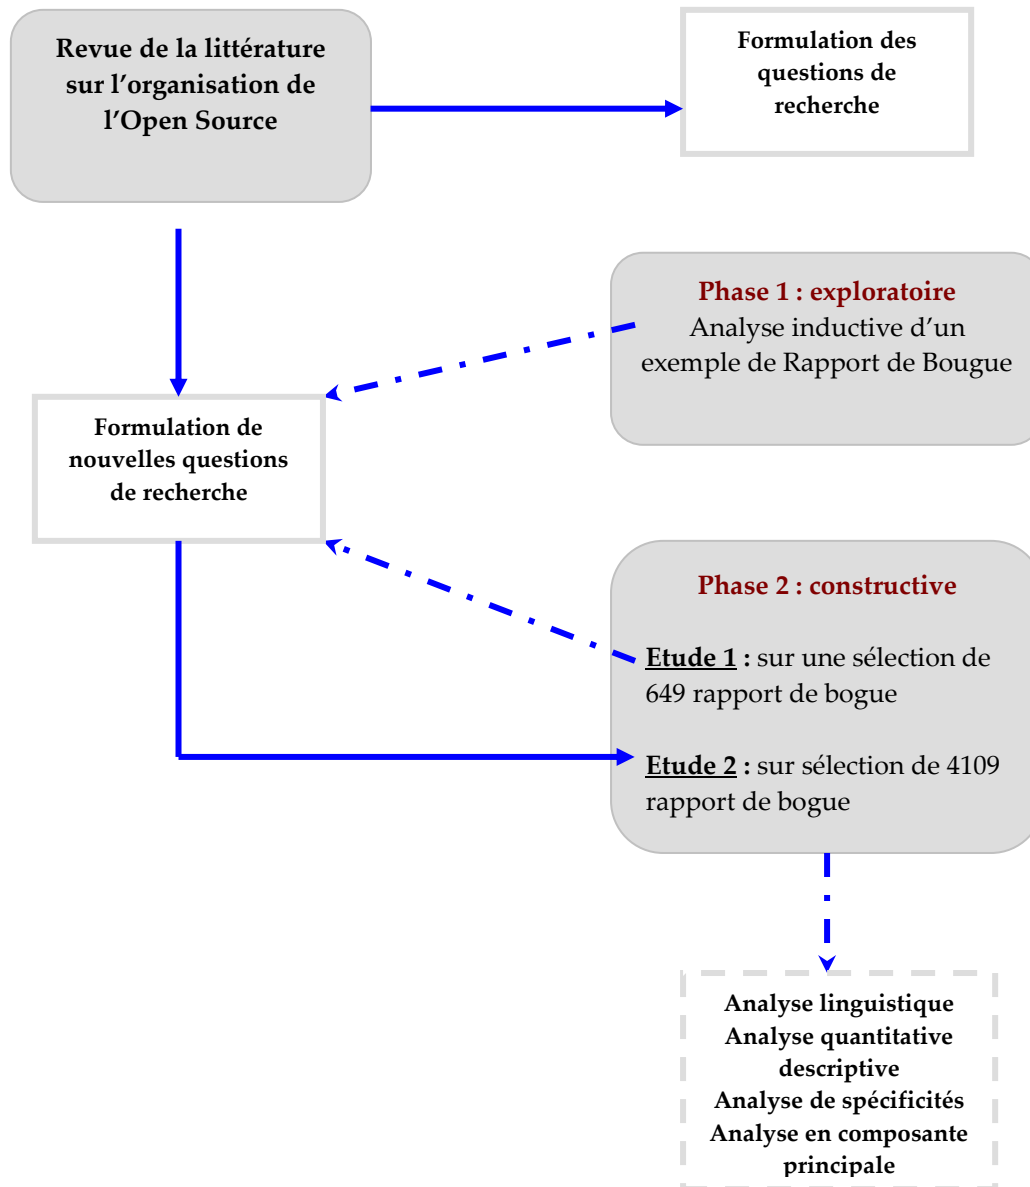 Revue de la littérature
sur l’organisation de
l’Open Source
Formulation des
questions de
recherche
Phase 1 : exploratoire
Analyse inductive d’un
exemple de Rapport de Bougue
Formulation de
nouvelles questions
de recherche
Phase 2 : constructive
Etude 1 : sur une sélection de
649 rapport de bogue
Etude 2 : sur sélection de 4109
rapport de bogue
Analyse linguistique
Analyse quantitative
descriptive
Analyse de spécificités
Analyse en composante
principale